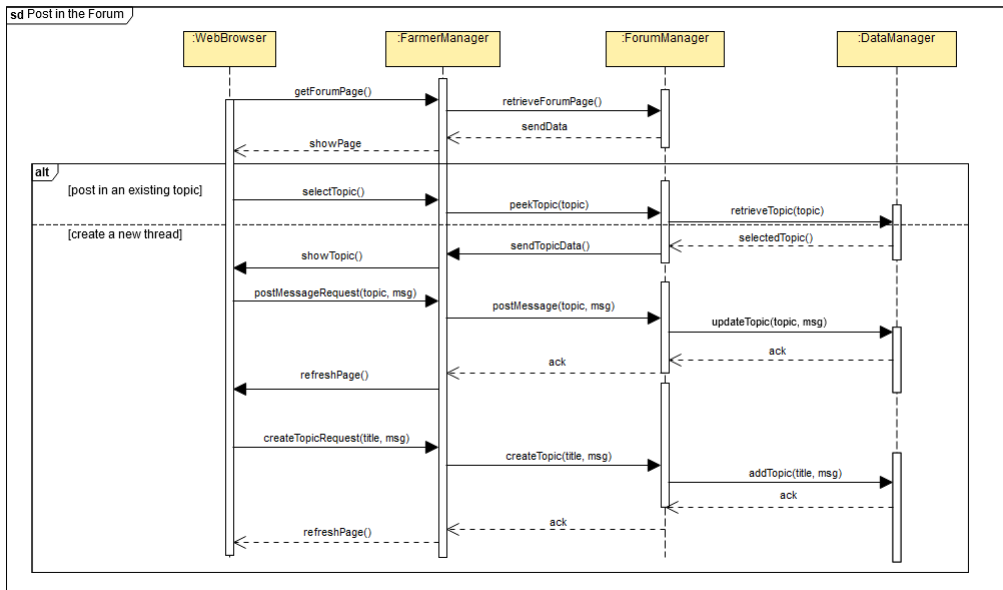 sd Post in the Forum
:WebBrowser
:FarmerManager
:ForumManager
:DataManager
getForumPage()
retrieveForumPage()
sendData
showPage
alt
[post in an existing topic]
selectTopic()
peekTopic(topic)
retrieveTopic(topic)
[create a new thread]
selectedTopic()
sendTopicData()
showTopic()
postMessageRequest(topic, msg)
postMessage(topic, msg)
updateTopic(topic, msg)
ack
ack
refreshPage()
createTopicRequest(title, msg)
createTopic(title, msg)
addTopic(title, msg)
ack
ack
refreshPage()